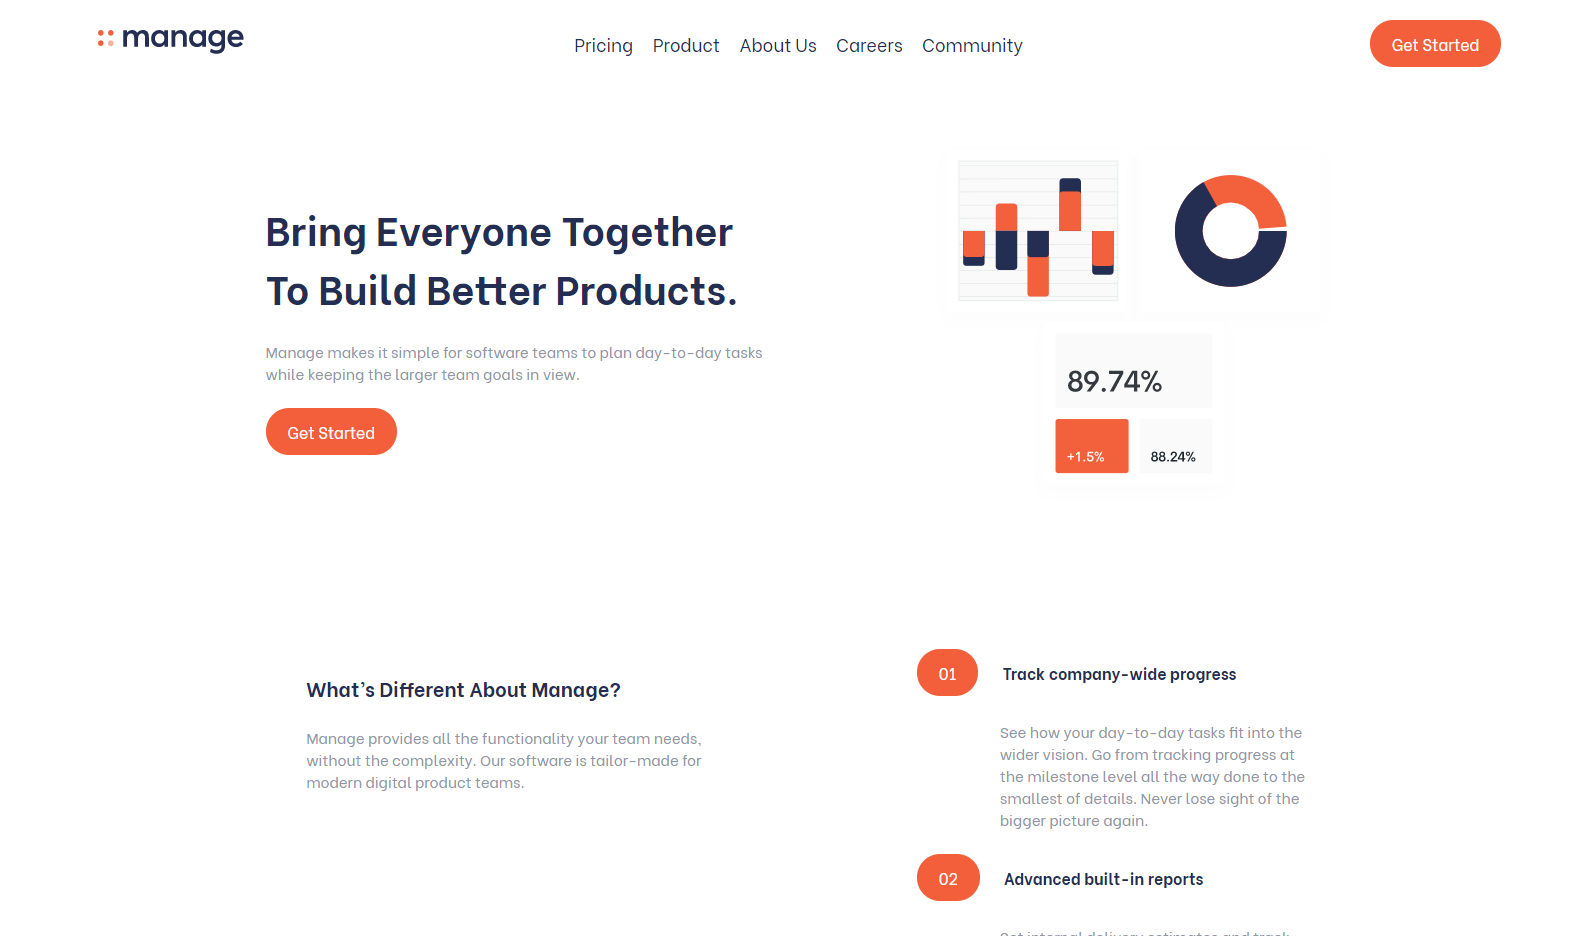 manage
Pricing Product About Us Careers Community
Get Started
Bring Everyone Together
To Build Better Products.
Manage makes it simple for software teams to plan day-to-day tasks
while keeping the larger team goals in view.
Get Started
89.74%
+1.5%
88.24%
What's Different About Manage?
Manage provides all the functionality your team needs,
without the complexity. Our software is tailor-made for
modern digital product teams.
01
Track company-wide progress
See how your day-to-day tasks fit into the
wider vision. Go from tracking progress at
the milestone level all the way done to the
smallest of details. Never lose sight of the
bigger picture again.
02
Advanced built-in reports